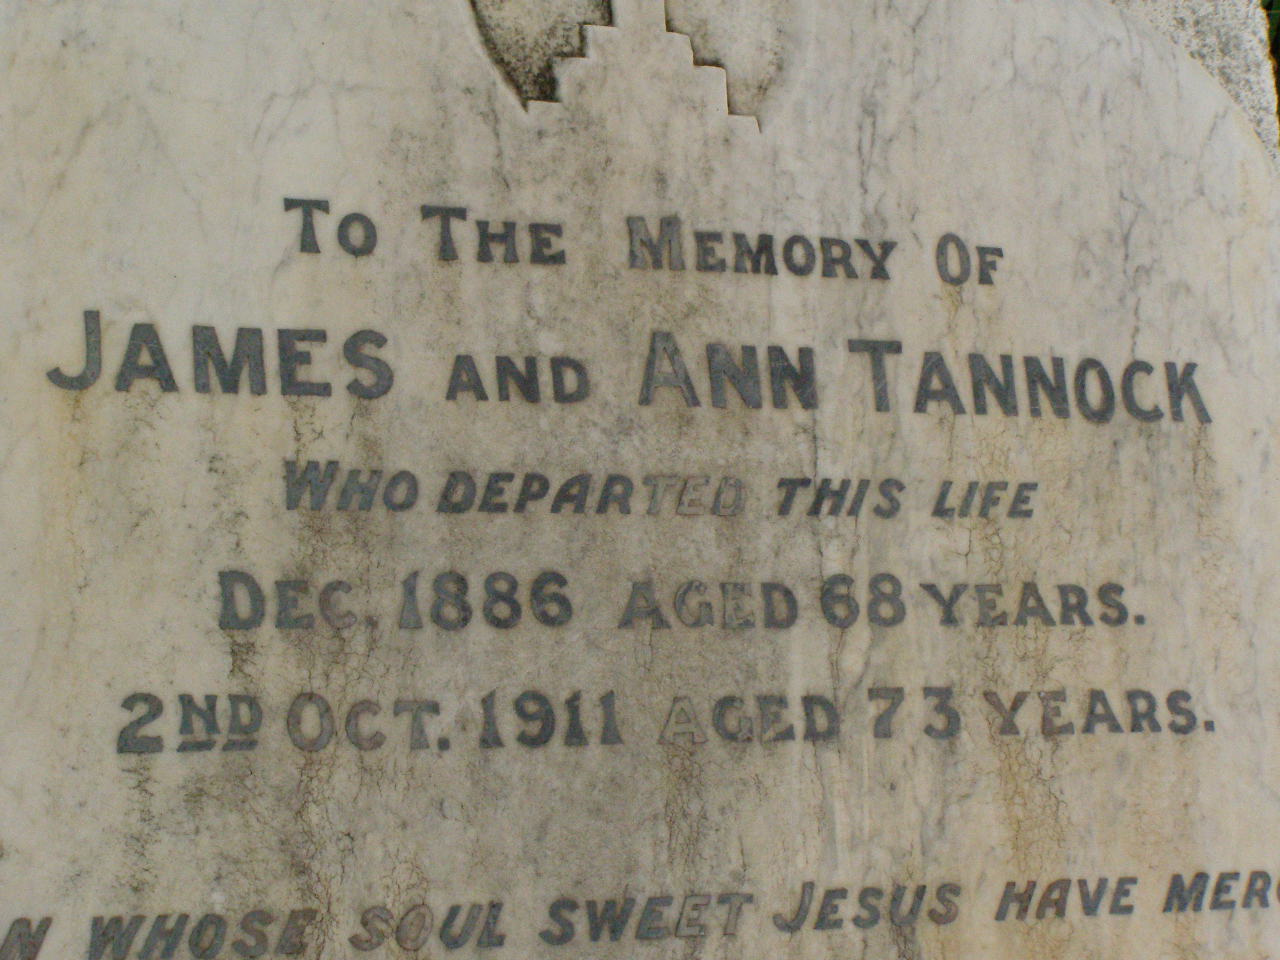 To The Memory Of
James and Ann Tannock
Who departed this life
Dec. 1886 aged 68 years.
2nd Oct. 1911 aged 73 years.
whose soul sweet Jesus have